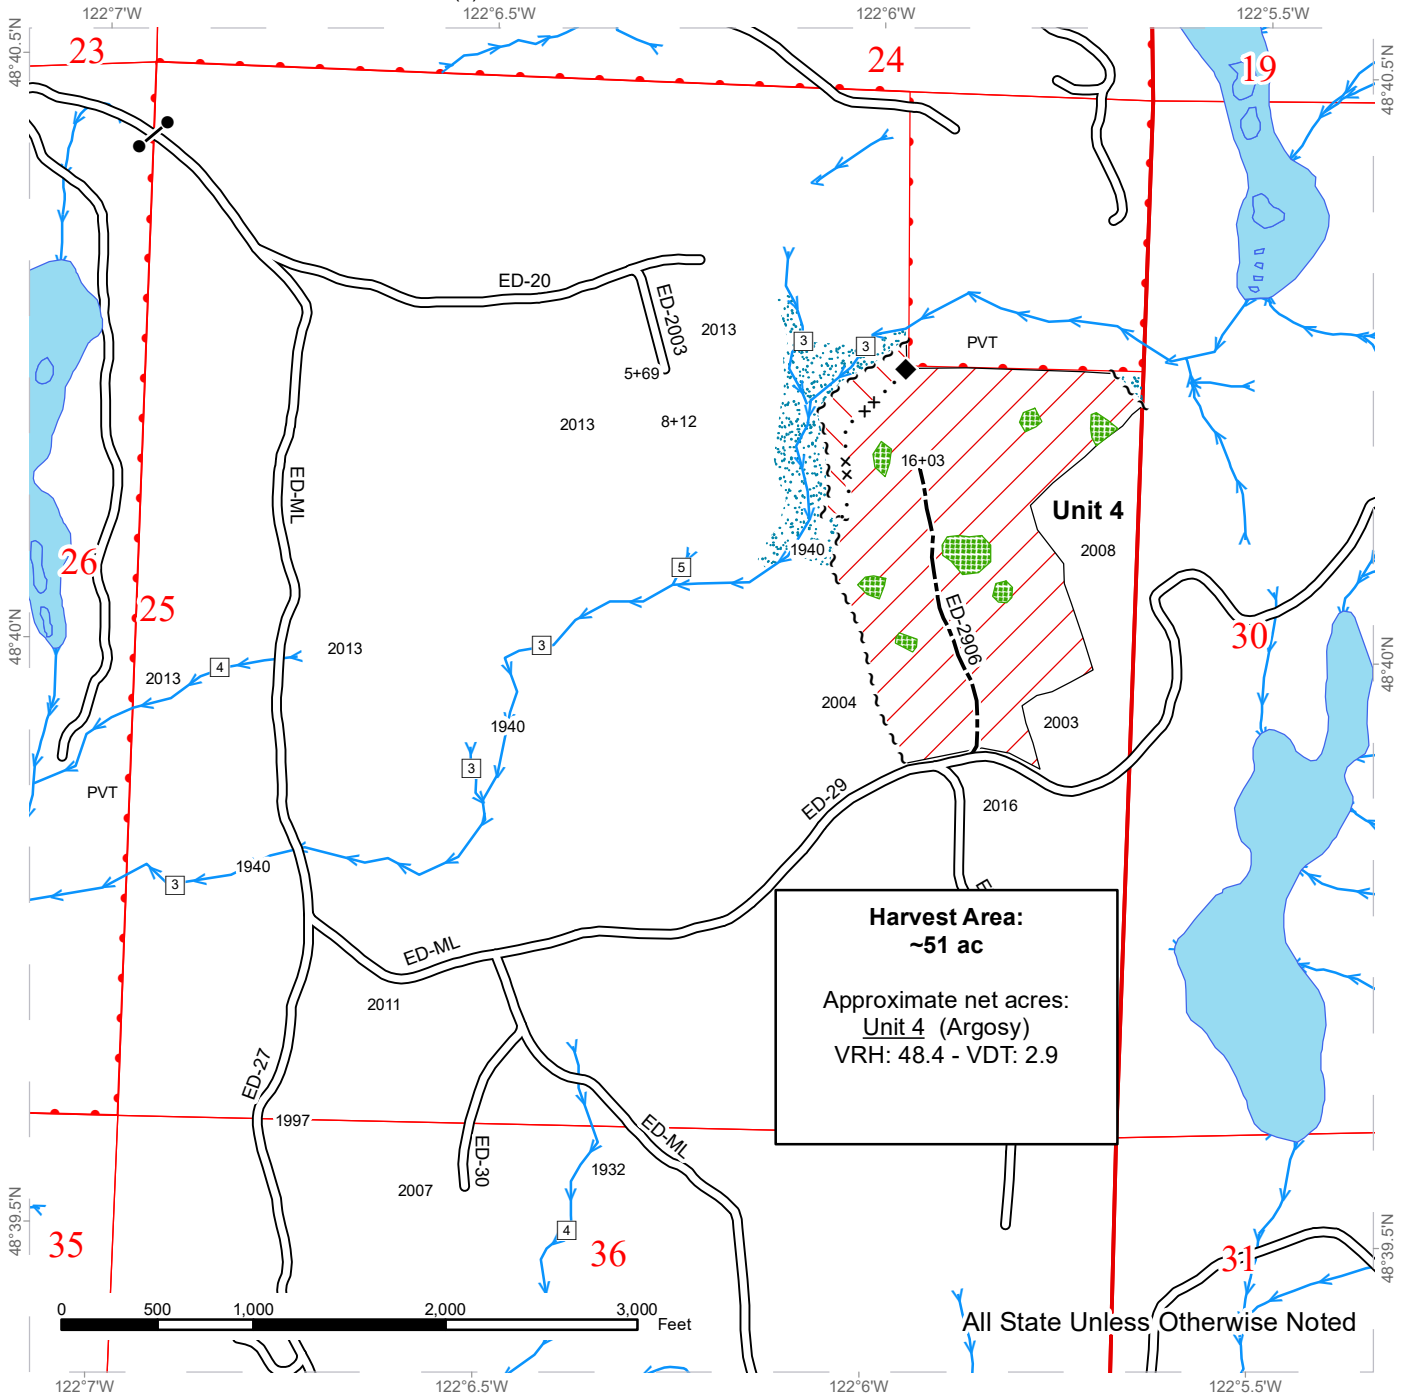 122°7'W
122°6.5'W
122°6'W
122°5.5'W
48°40.5'N
48°40.5'N
23
24
19
ED-20
ED-2003
2013
5+69
2013
8+12
3
3
PVT
16+03
Unit 4
2008
ED-ML
1940
5
26
25
48°40'N
48°40'N
30
ED-2906
2013
3
4
2013
2004
1940
2003
3
PVT
ED-29
2016
1940
3
E
Harvest Area:
~51 ac
Approximate net acres:
Unit 4 (Argosy)
VRH: 48.4 - VDT: 2.9
ED-ML
2011
ED-27
1997
ED-ML
ED-30
1932
2007
48°39.5'N
48°39.5'N
35
4
36
31
0
500
1,000
2,000
3,000
Feet
All State Unless Otherwise Noted
122°7'W
122°6.5'W
122°6'W
122°5.5'W